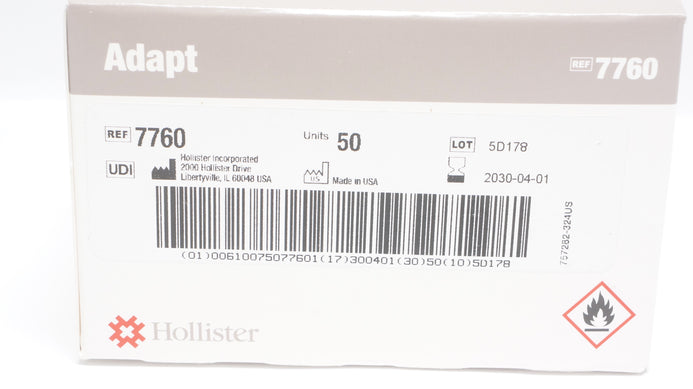 Adapt
REF 7760
REF 7760
Units 50
LOT 5D178
UDI
Hollister Incorporated
2000 Hollister Drive
Libertyville, IL 60048 USA
US
Made in USA
2030-04-01
(01)00610075077601(17)300401(30)50(10)5D178
757282-324US
Hollister